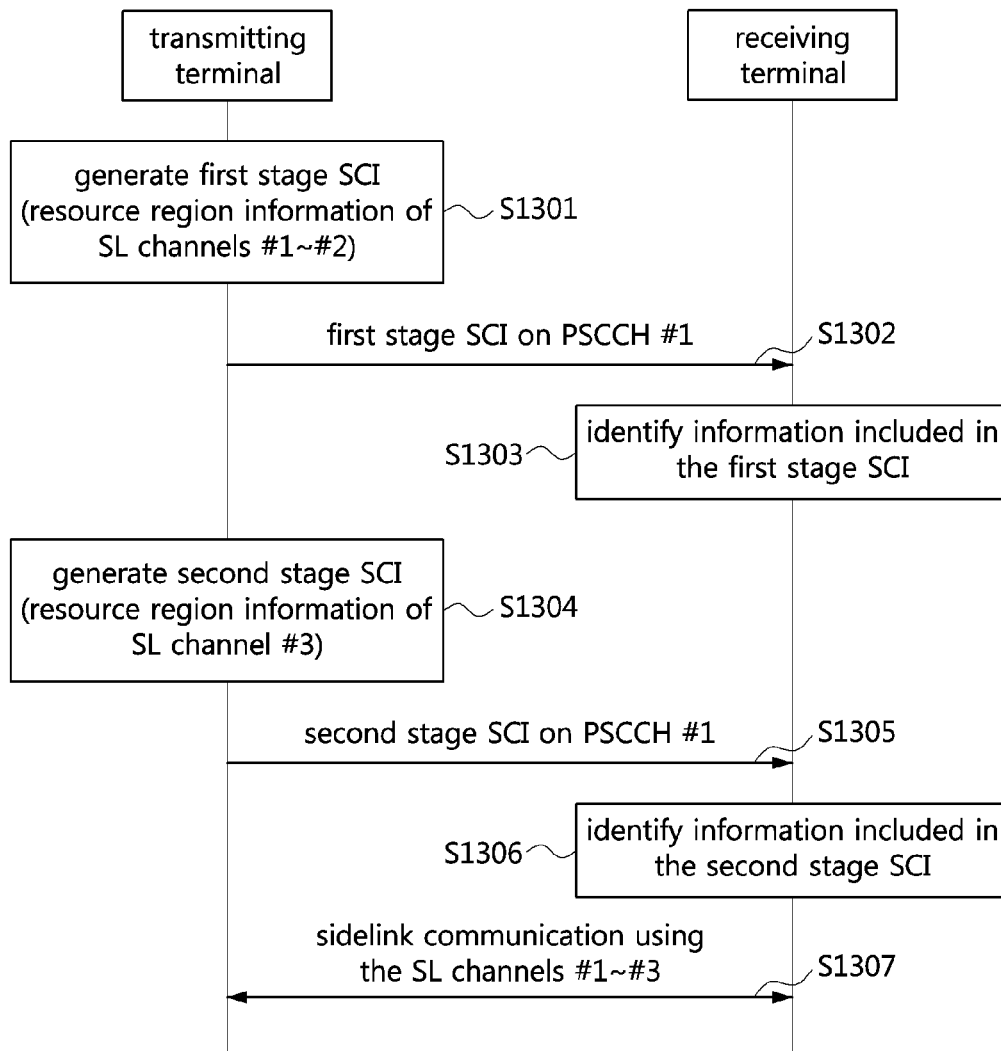 transmitting
terminal
receiving
terminal
generate first stage SCI
(resource region information of
SL channels #1~#2)
S1301
first stage SCI on PSCCH #1
S1302
S1303
identify information included in
the first stage SCI
generate second stage SCI
(resource region information of
SL channel #3)
S1304
second stage SCI on PSCCH #1
S1305
S1306
identify information included in
the second stage SCI
sidelink communication using
the SL channels #1~#3
S1307